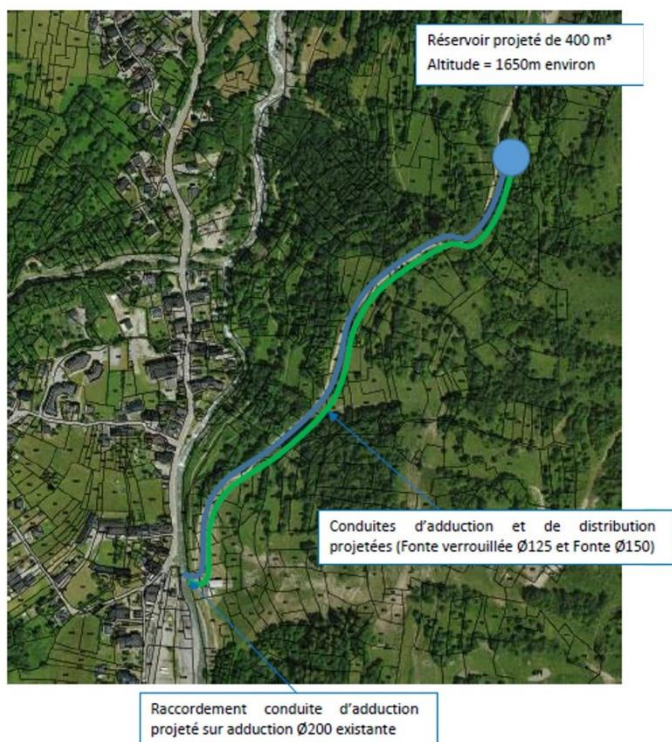 Réservoir projeté de 400 m³
Altitude = 1650m environ
Conduites d'adduction et de distribution
projetées (Fonte verrouillée Ø125 et Fonte Ø150)
Raccordement conduite d'adduction
projeté sur adduction Ø200 existante